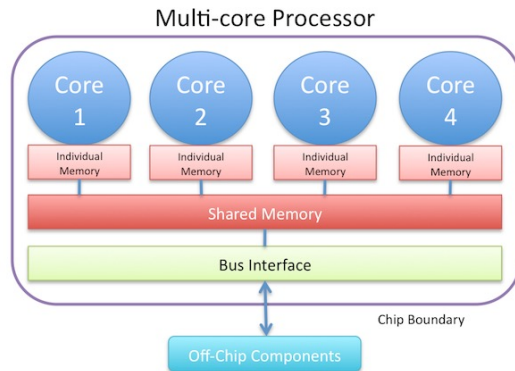 Multi-core Processor
Core
1
Core
2
Core
3
Core
4
Individual
Memory
Individual
Memory
Individual
Memory
Individual
Memory
Shared Memory
Bus Interface
Chip Boundary
Off-Chip Components